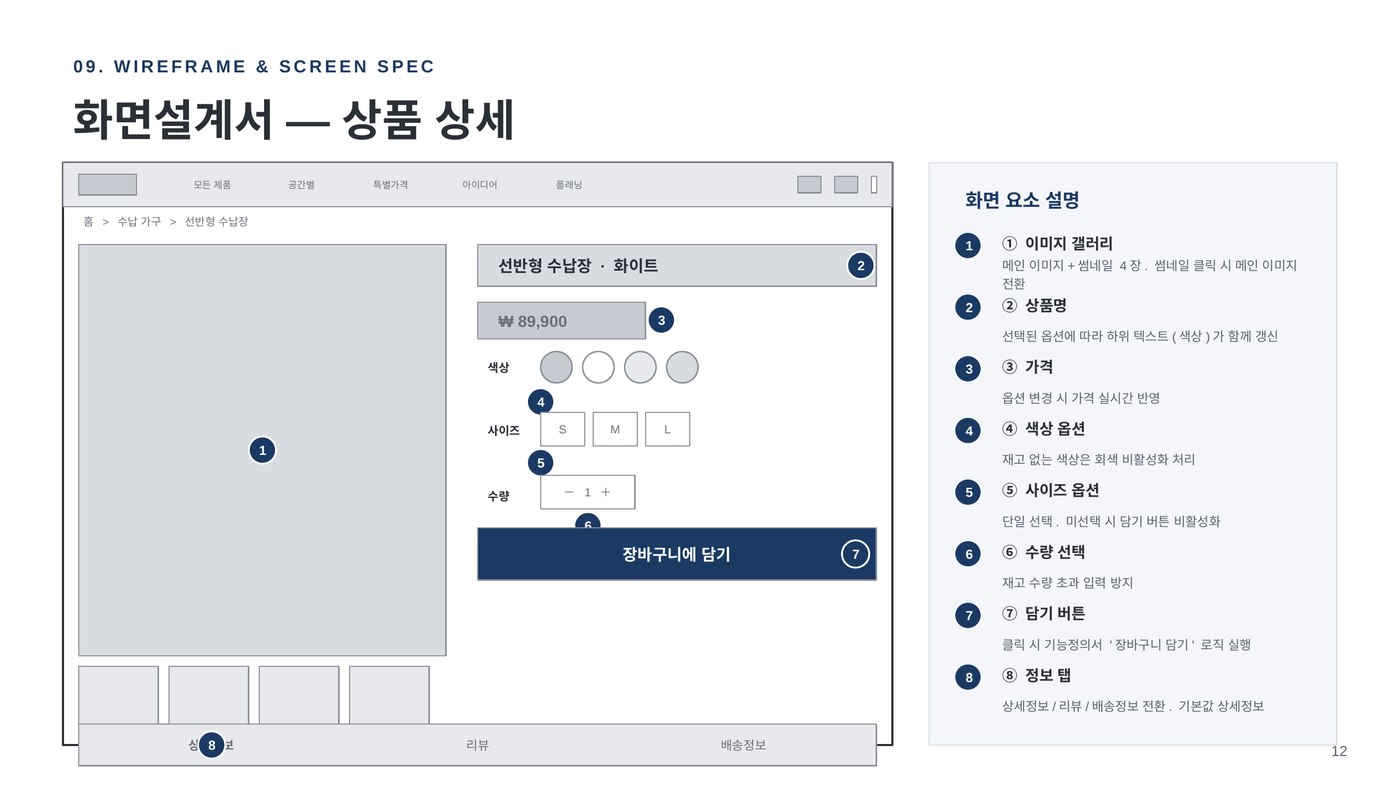 09. WIREFRAME & SCREEN SPEC
화면설계서 — 상품 상세
모든 제품 공간별 특별가격 아이디어 플래닝
홈 > 수납 가구 > 선반형 수납장
1
선반형 수납장 · 화이트 2
₩ 89,900 3
색상
4
사이즈 S M L
5
수량 － 1 ＋
6
장바구니에 담기 7
8 리뷰 배송정보
화면 요소 설명
1 ① 이미지 갤러리
메인 이미지 + 썸네일 4 장 . 썸네일 클릭 시 메인 이미지
전환
2 ② 상품명
선택된 옵션에 따라 하위 텍스트 ( 색상 ) 가 함께 갱신
3 ③ 가격
옵션 변경 시 가격 실시간 반영
4 ④ 색상 옵션
재고 없는 색상은 회색 비활성화 처리
5 ⑤ 사이즈 옵션
단일 선택 . 미선택 시 담기 버튼 비활성화
6 ⑥ 수량 선택
재고 수량 초과 입력 방지
7 ⑦ 담기 버튼
클릭 시 기능정의서 ' 장바구니 담기 ' 로직 실행
8 ⑧ 정보 탭
상세정보 / 리뷰 / 배송정보 전환 . 기본값 상세정보
12